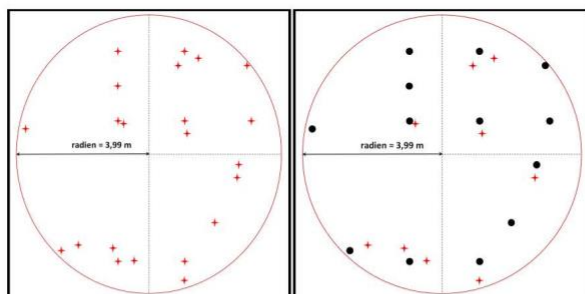 radien = 3,99 m
radien = 3,99 m